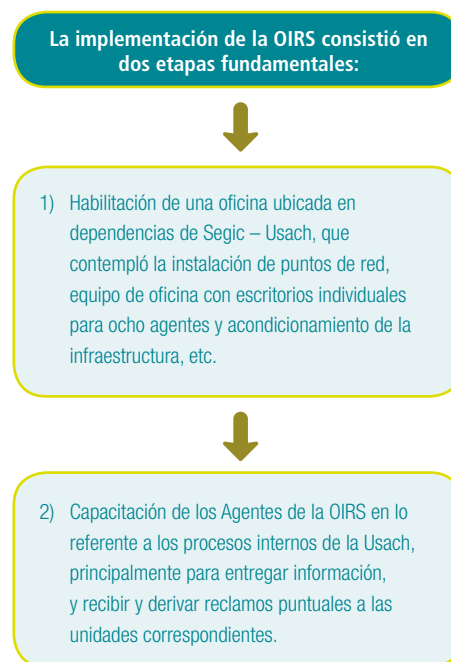 La implementación de la OIRS consistió en
dos etapas fundamentales:
1) Habilitación de una oficina ubicada en
dependencias de Segic – Usach, que
contempló la instalación de puntos de red,
equipo de oficina con escritorios individuales
para ocho agentes y acondicionamiento de la
infraestructura, etc.
2) Capacitación de los Agentes de la OIRS en lo
referente a los procesos internos de la Usach,
principalmente para entregar información,
y recibir y derivar reclamos puntuales a las
unidades correspondientes.